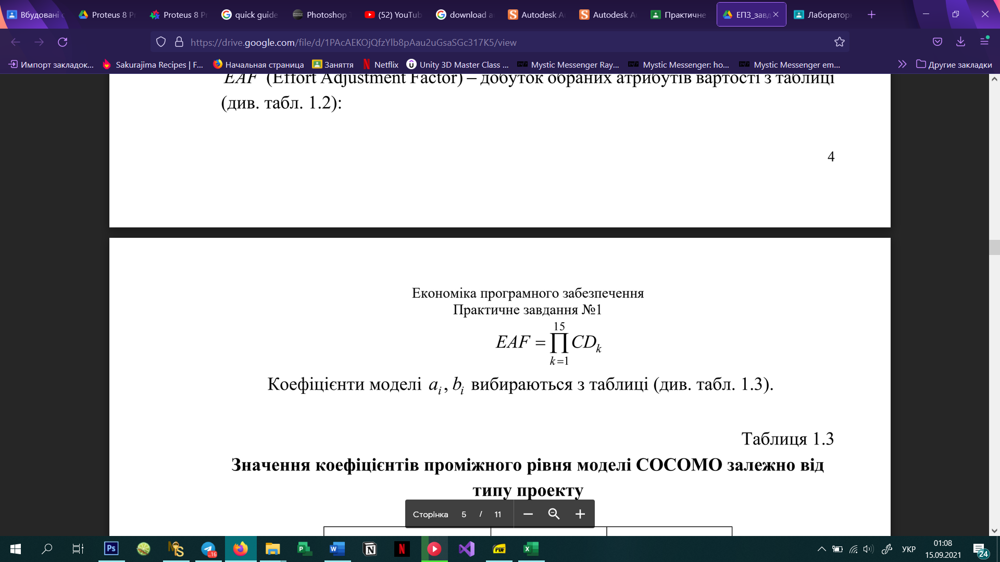 Вбудовані с
Proteus 8 Pr
Proteus 8 Pr
quick guide
Photoshop T
(52) YouTub
download a
Autodesk A
Autodesk A
Практичне
ЕПЗ_завд
Лаборатор
https://drive.google.com/file/d/1PAcAEKOjQfzYlb8pAau2uGsaSGc317K5/view
Импорт закладок...
Sakurajima Recipes | F...
Начальная страница
Заняття
Netflix
Unity 3D Master Class ...
Mystic Messenger Ray...
Mystic Messenger: ho...
Mystic Messenger em...
Другие закладки
EAF (Effort Adjustment Factor) – добуток обраних атрибутів вартості з таблиці
(див. табл. 1.2):
4
Економіка програмного забезпечення
Практичне завдання №1
EAF = ∏_{k=1}^{15} CD_k
Коефіцієнти моделі a_i, b_i вибираються з таблиці (див. табл. 1.3).
Таблиця 1.3
Значення коефіцієнтів проміжного рівня моделі COCOMO залежно від
типу проекту
Сторінка 5 / 11
Ps
..16
PDF
УКР
01:08
15.09.2021
24